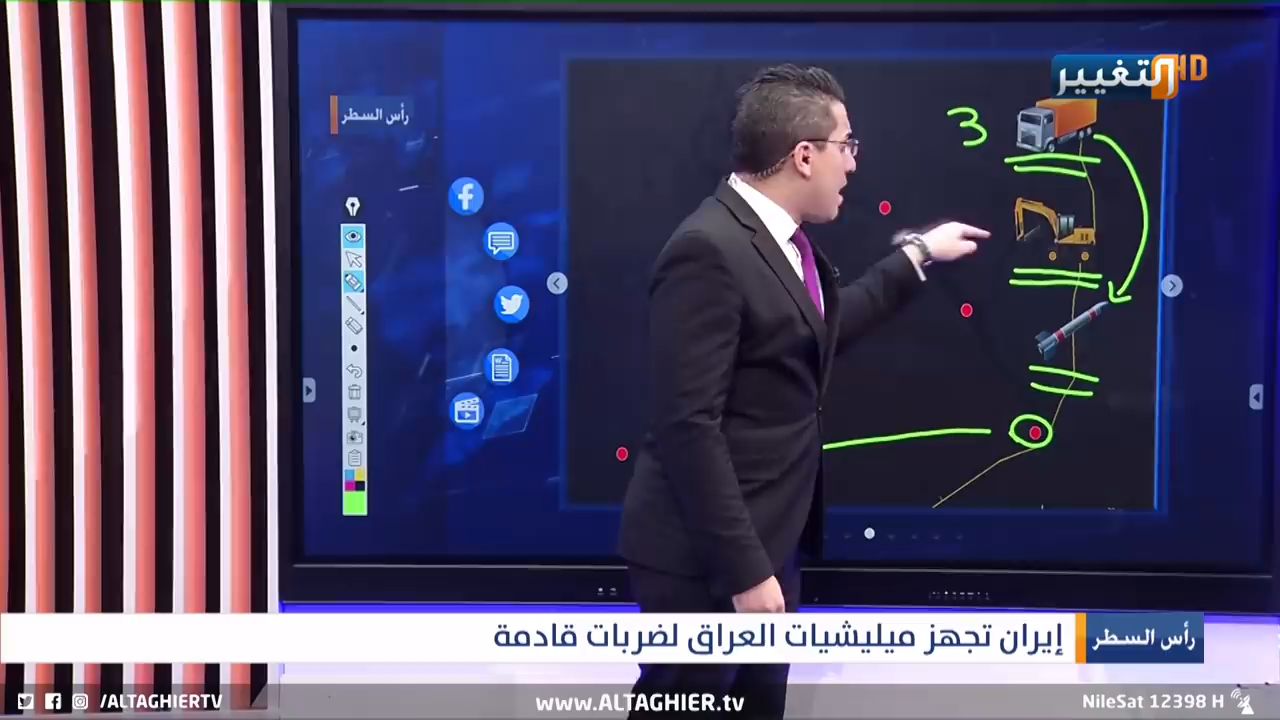 التغيير HD
رأس السطر
3
رأس السطر
إيران تجهز ميليشيات العراق لضربات قادمة
/ALTAGHIERTV
www.ALTAGHIER.tv
NileSat 12398 H